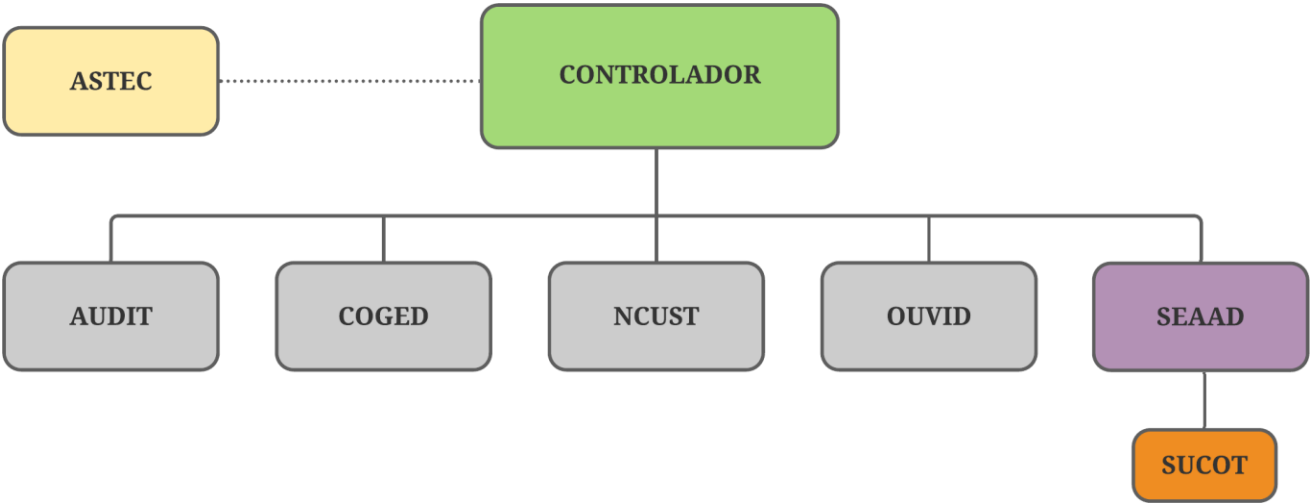 ASTEC
CONTROLADOR
AUDIT
COGED
NCUST
OUVID
SEAAD
SUCOT